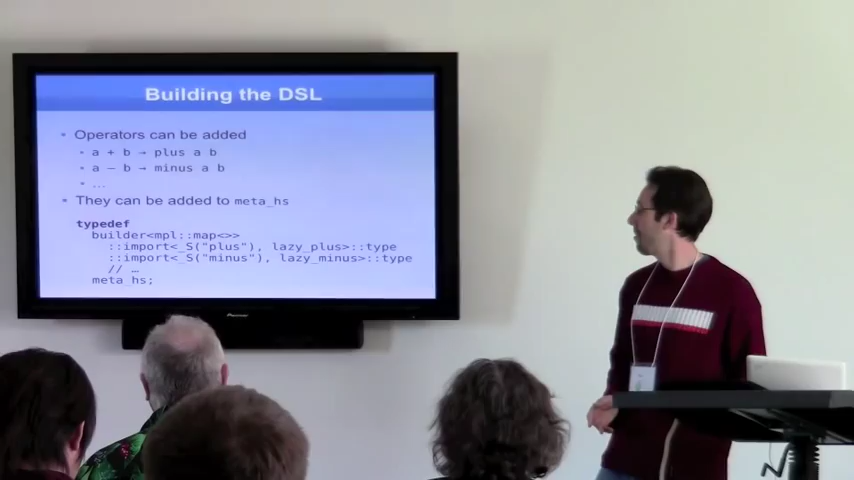 Building the DSL
Operators can be added
a + b → plus a b
a – b → minus a b
…
They can be added to meta_hs
typedef
builder<mpl::map<>>
::import<_S("plus"), lazy_plus>::type
::import<_S("minus"), lazy_minus>::type
// …
meta_hs;
Pioneer